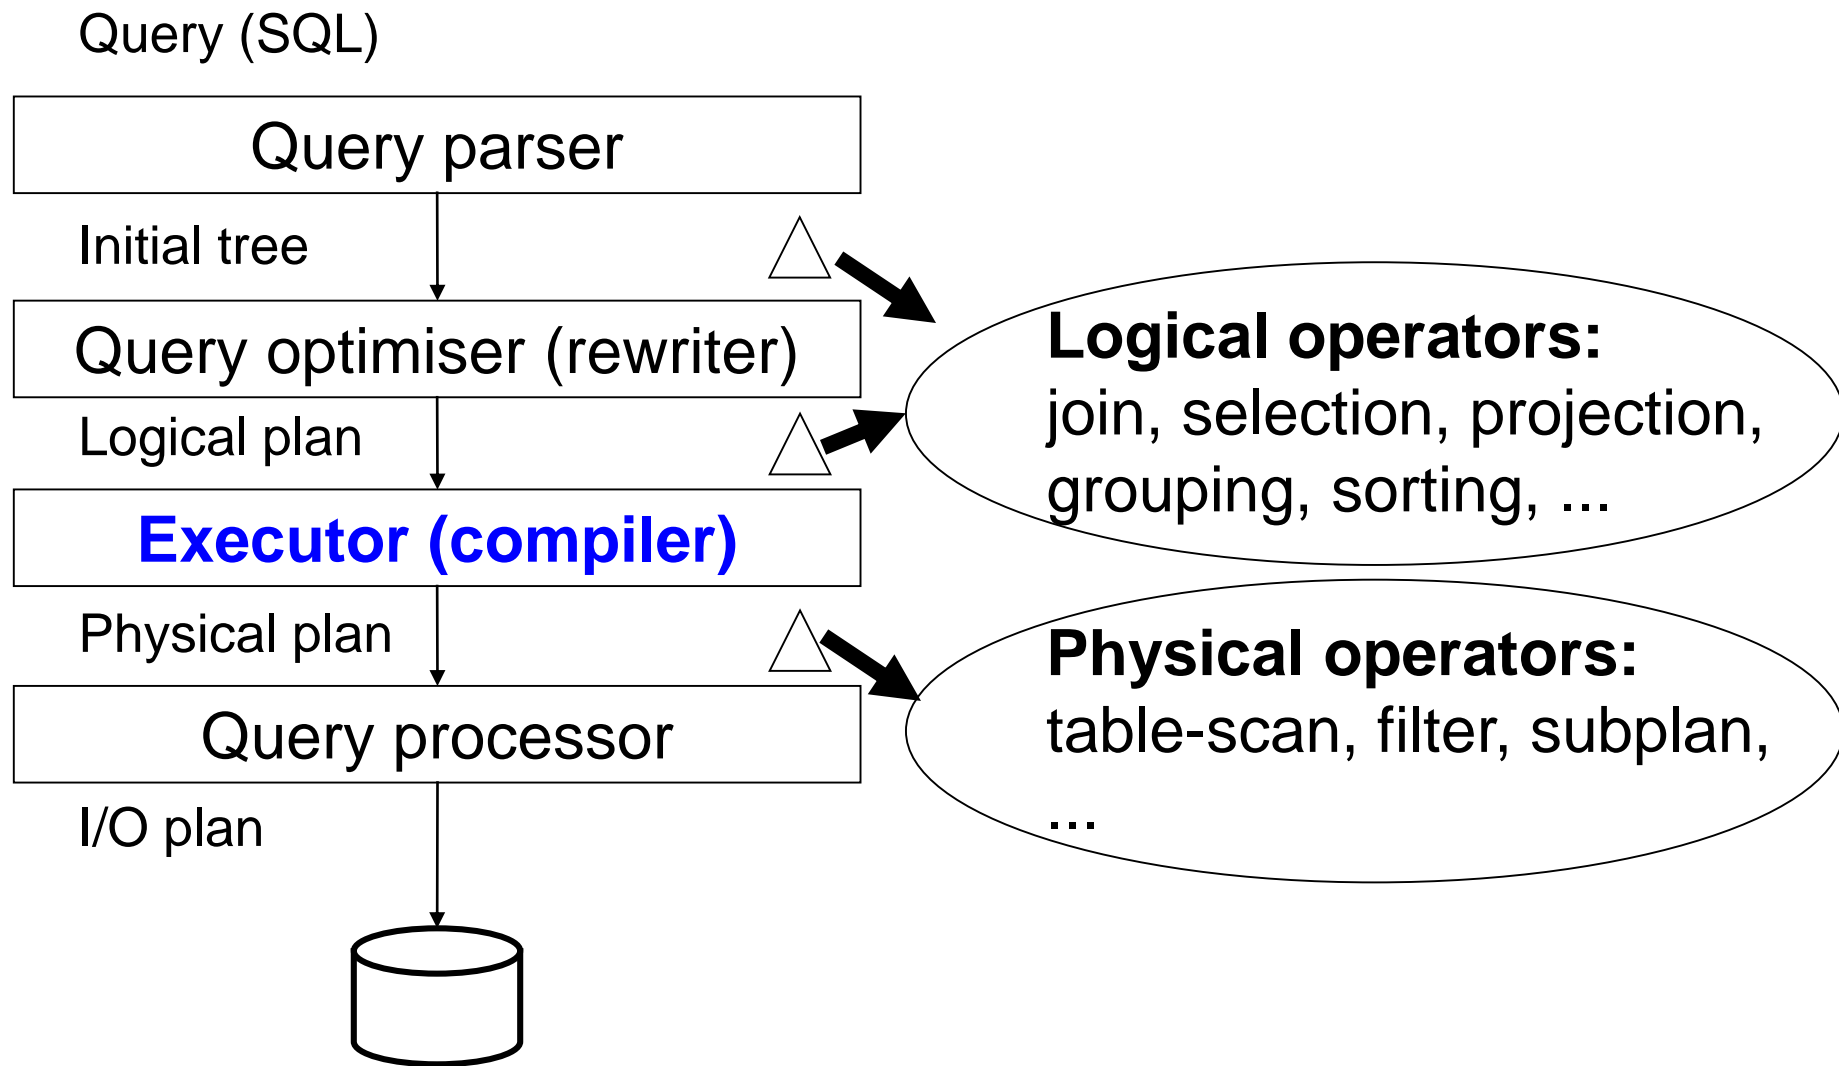 Query (SQL)
Query parser
Initial tree
Query optimiser (rewriter)
Logical plan
Executor (compiler)
Physical plan
Query processor
I/O plan
Logical operators:
join, selection, projection,
grouping, sorting, ...
Physical operators:
table-scan, filter, subplan,
...